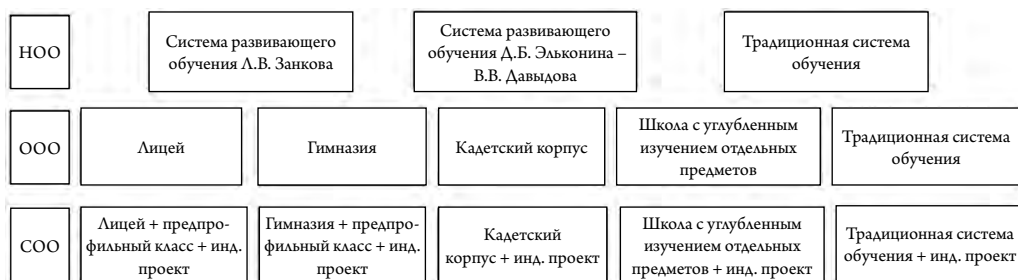 НОО
Система развивающего
обучения Л.В. Занкова
Система развивающего
обучения Д.Б. Эльконина –
В.В. Давыдова
Традиционная система
обучения
ООО
Лицей
Гимназия
Кадетский корпус
Школа с углубленным
изучением отдельных
предметов
Традиционная система
обучения
СОО
Лицей + предпро-
фильный класс + инд.
проект
Гимназия + предпро-
фильный класс + инд.
проект
Кадетский
корпус + инд. проект
Школа с углубленным
изучением отдельных
предметов + инд. проект
Традиционная система
обучения + инд. проект